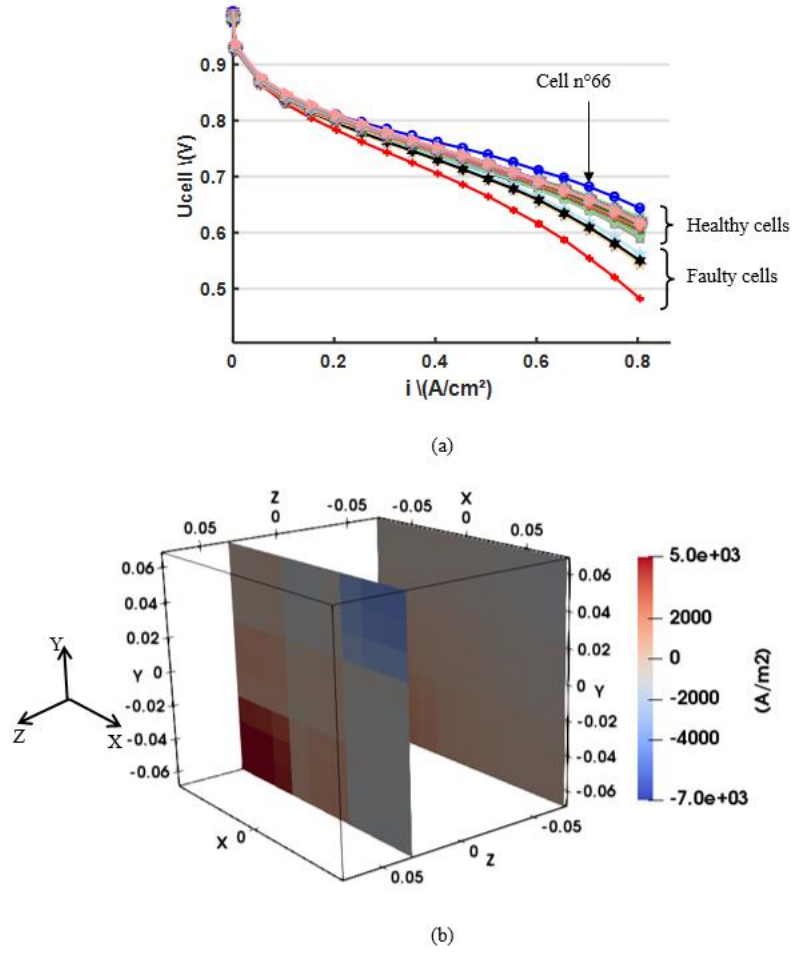 0.9
0.8
0.7
0.6
0.5
Ucell \(V)
Cell n°66
Healthy cells
Faulty cells
0 0.2 0.4 0.6 0.8
i \(A/cm²)
(a)
Z
0.05 0 -0.05
X
-0.05 0 0.05
0.06
0.04
0.02
Y 0
-0.02
-0.04
-0.06
0.06
0.04
0.02
0 Y
-0.02
-0.04
-0.06
X 0
0.05 0 Z -0.05
Y
Z
X
5.0e+03
2000
0
-2000
-4000
-7.0e+03
(A/m2)
(b)